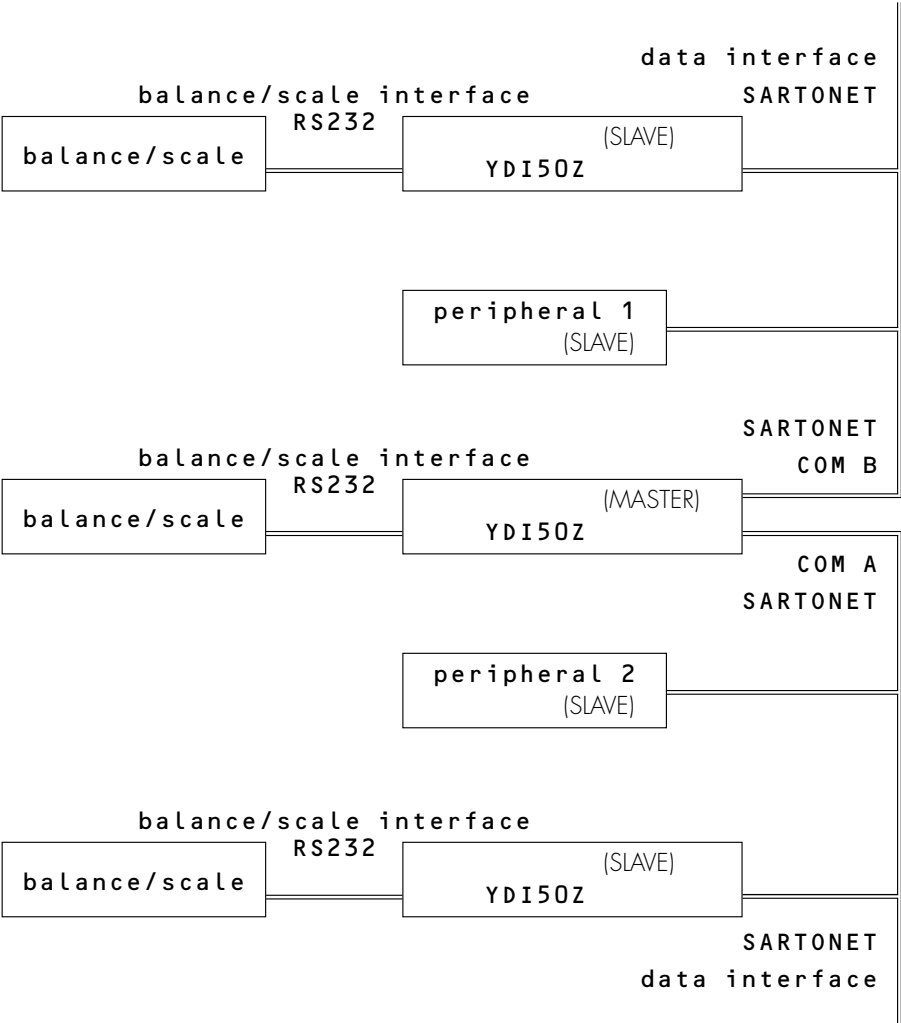 data interface
balance/scale interface SARTONET
RS232
(SLAVE)
balance/scale
YDI50Z
peripheral 1
(SLAVE)
SARTONET
balance/scale interface
COM B
RS232
(MASTER)
balance/scale
YDI50Z
COM A
SARTONET
peripheral 2
(SLAVE)
balance/scale interface
RS232
(SLAVE)
balance/scale
YDI50Z
SARTONET
data interface